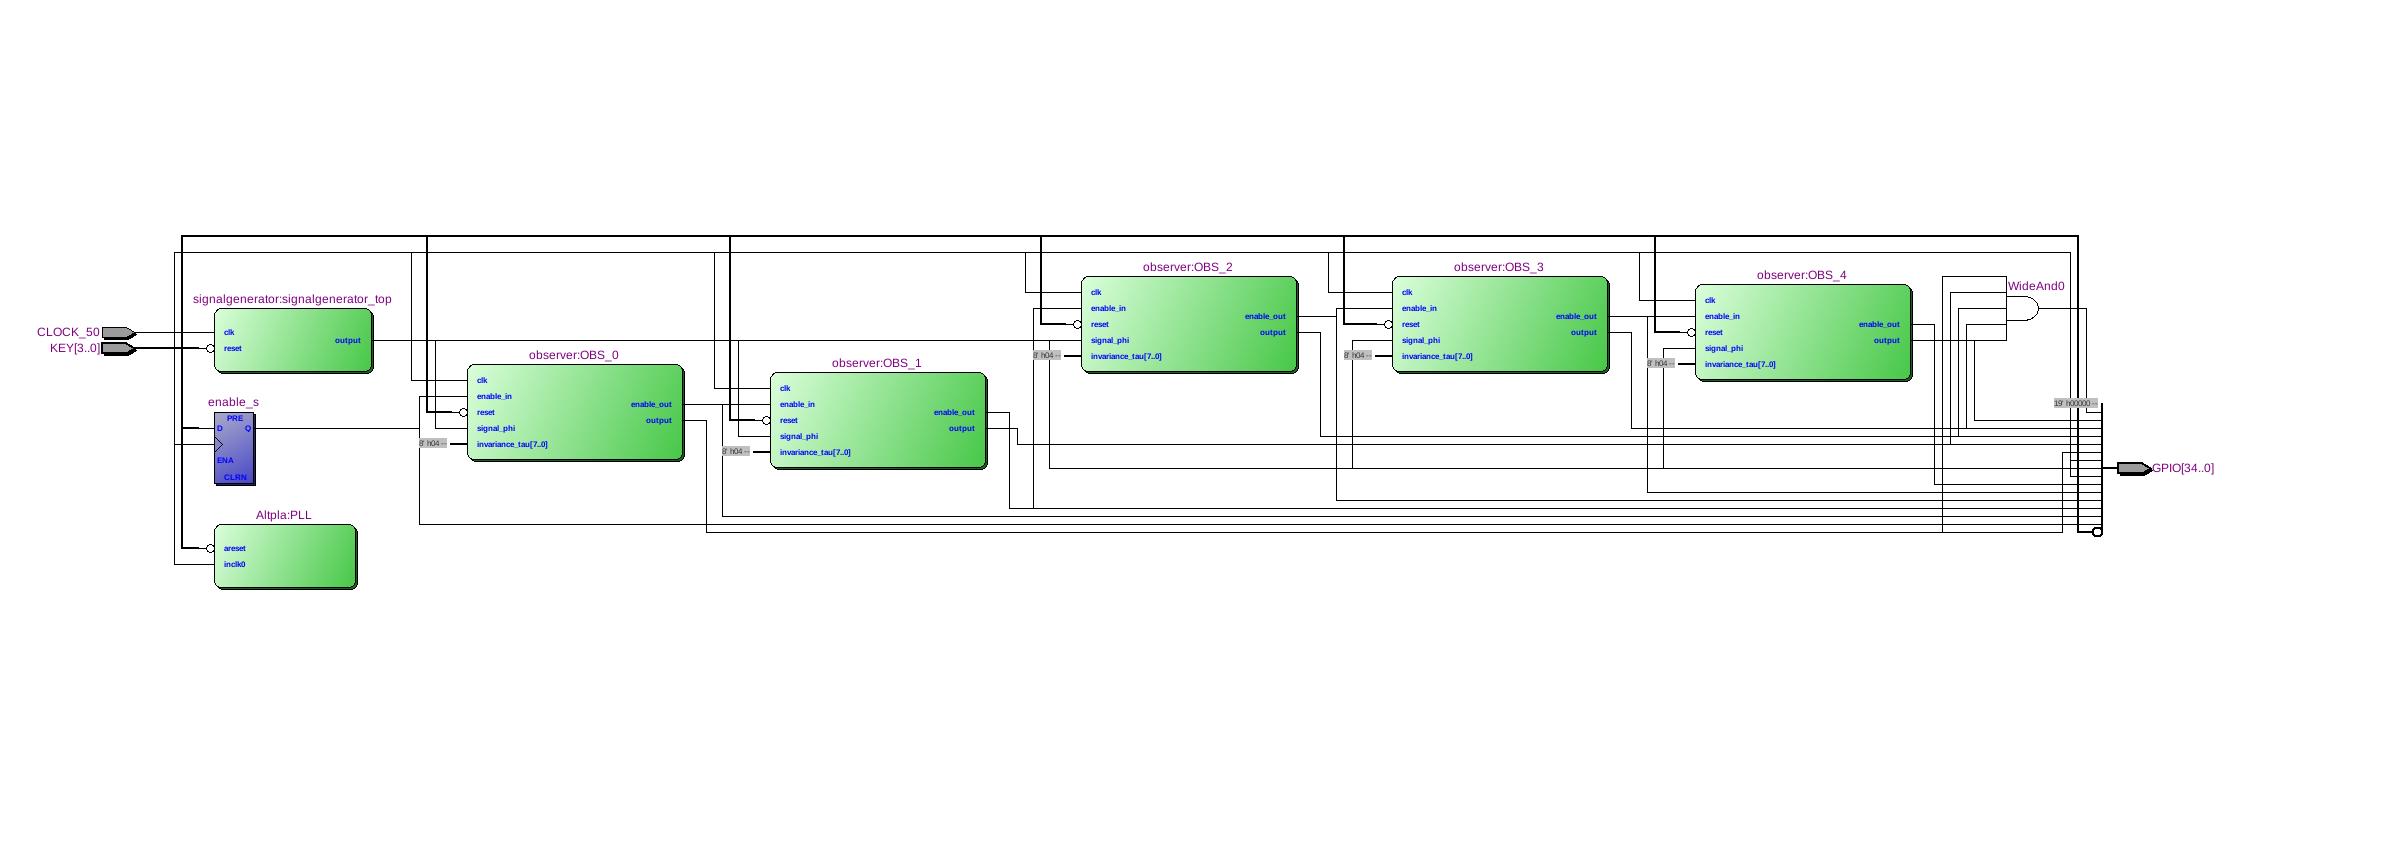 CLOCK_50
KEY[3..0]
signalgenerator:signalgenerator_top
clk
reset
output
enable_s
PRE
D
Q
ENA
CLRN
Altpla:PLL
areset
inclk0
observer:OBS_0
clk
enable_in
reset
signal_phi
invariance_tau[7..0]
enable_out
output
8' h04 --
observer:OBS_1
clk
enable_in
reset
signal_phi
invariance_tau[7..0]
enable_out
output
8' h04 --
observer:OBS_2
clk
enable_in
reset
signal_phi
invariance_tau[7..0]
enable_out
output
8' h04 --
observer:OBS_3
clk
enable_in
reset
signal_phi
invariance_tau[7..0]
enable_out
output
8' h04 --
observer:OBS_4
clk
enable_in
reset
signal_phi
invariance_tau[7..0]
enable_out
output
8' h04 --
WideAnd0
19' h00000 --
GPIO[34..0]